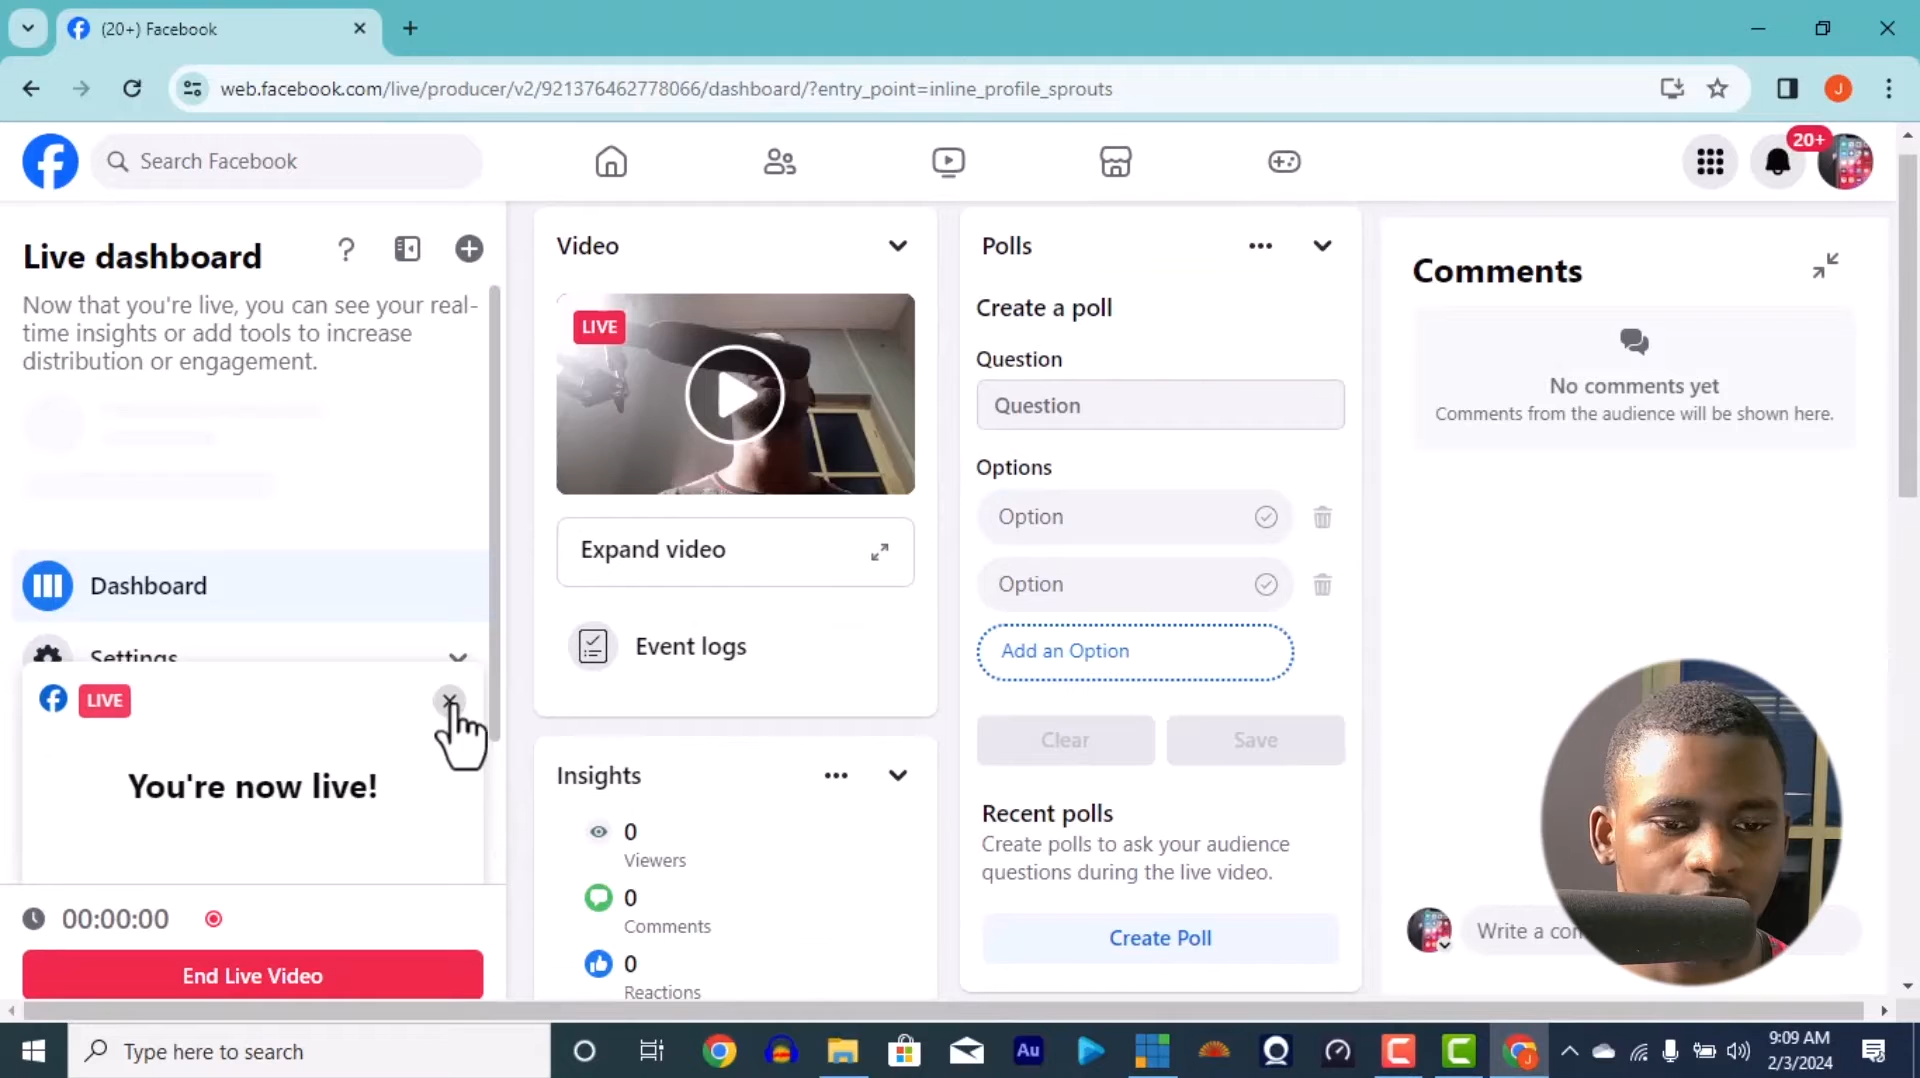 (20+) Facebook
web.facebook.com/live/producer/v2/921376462778066/dashboard/?entry_point=inline_profile_sprouts
J
Search Facebook
20+
Live dashboard
Now that you're live, you can see your real-
time insights or add tools to increase
distribution or engagement.
Dashboard
Settings
LIVE
You're now live!
00:00:00
End Live Video
Video
LIVE
Expand video
Event logs
Insights
0
Viewers
0
Comments
0
Reactions
Polls
Create a poll
Question
Question
Options
Option
Option
Add an Option
Clear
Save
Recent polls
Create polls to ask your audience
questions during the live video.
Create Poll
Comments
No comments yet
Comments from the audience will be shown here.
Write a
Type here to search
Au
J
9:09 AM
2/3/2024